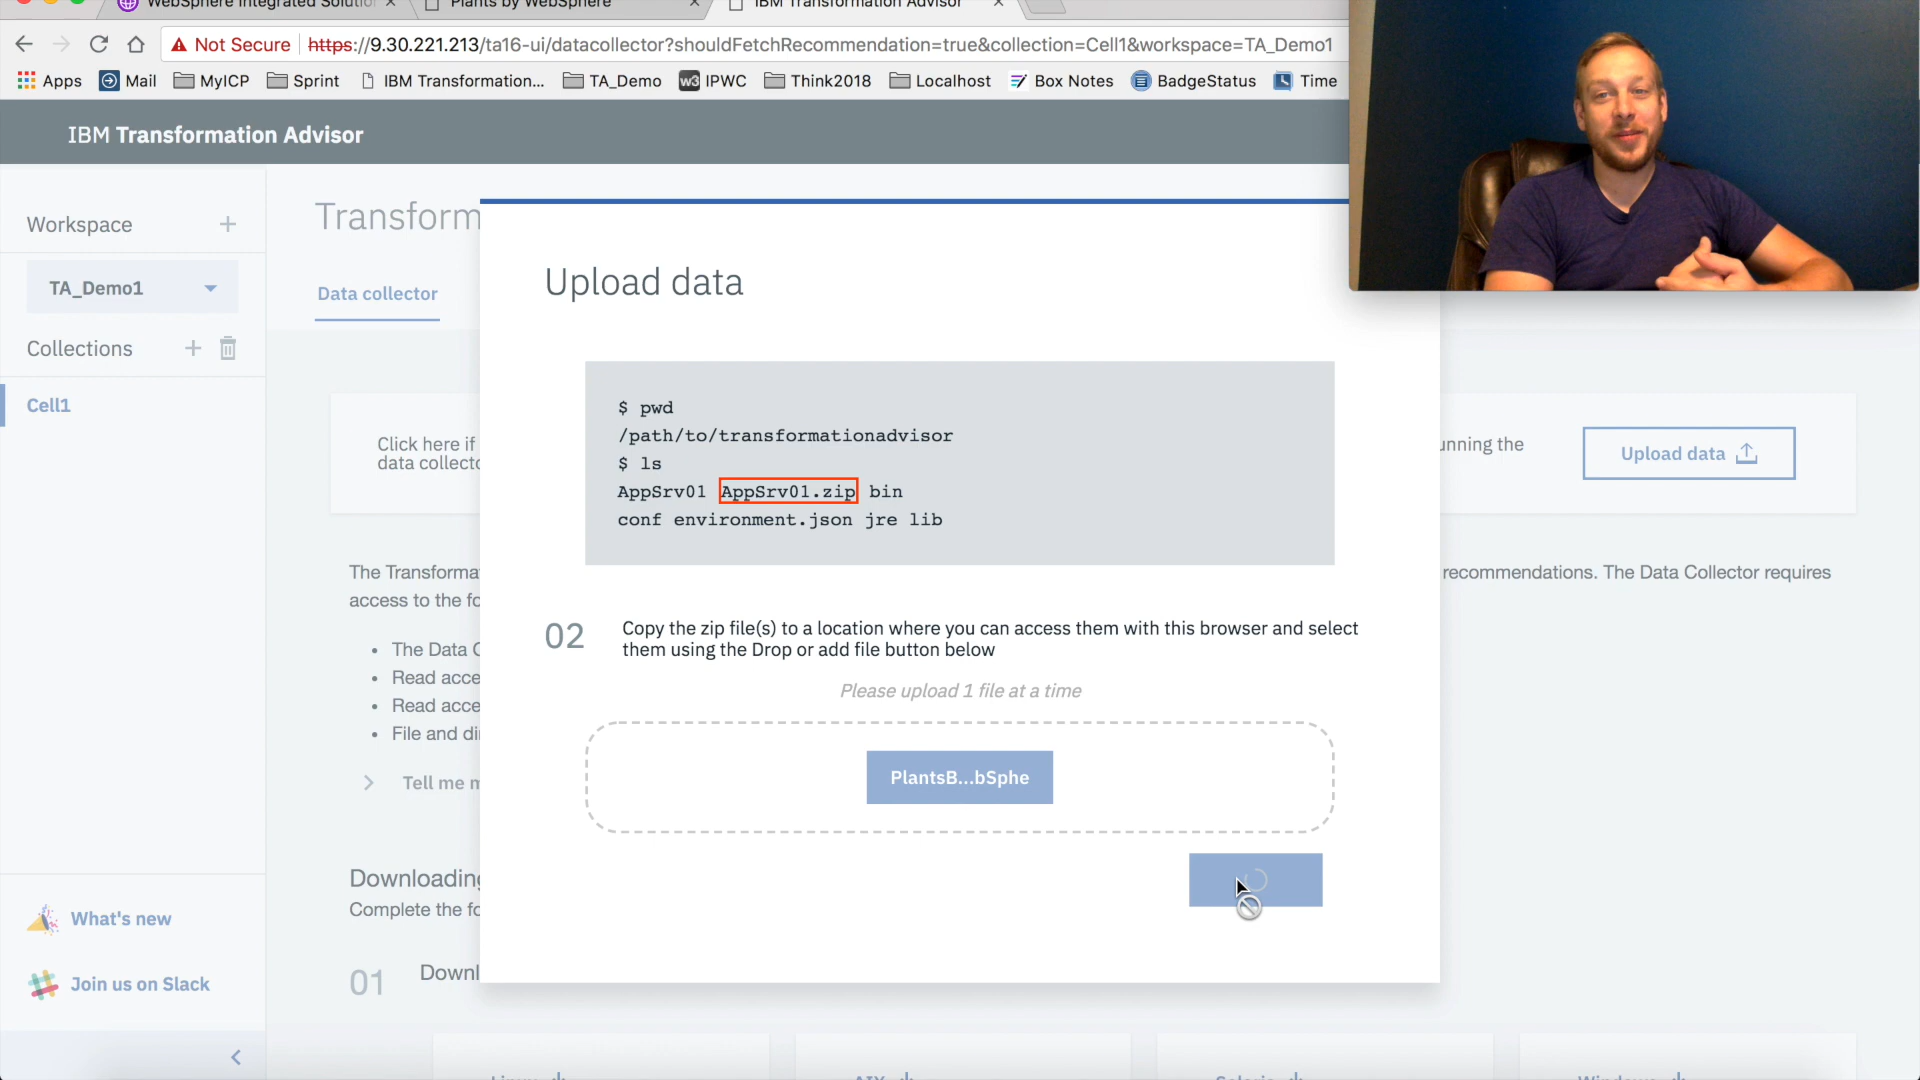 WebSphere Integrated Solutio
Plants by WebSphere
IBM Transformation Advisor
Not Secure https://9.30.221.213/ta16-ui/datacollector?shouldFetchRecommendation=true&collection=Cell1&workspace=TA_Demo1
Apps Mail MyICP Sprint IBM Transformation... TA_Demo w3 IPWC Think2018 Localhost Box Notes BadgeStatus Time
IBM Transformation Advisor
Workspace +
TA_Demo1
Collections +
Cell1
What's new
Join us on Slack
Transform
Data collector
Click here if
data collecto
unning the
Upload data
The Transforma
recommendations. The Data Collector requires
access to the fo
• The Data C
• Read acce
• Read acce
• File and di
Tell me m
Downloading
Complete the fo
01 Downl
Upload data
$ pwd
/path/to/transformationadvisor
$ ls
AppSrv01 AppSrv01.zip bin
conf environment.json jre lib
02 Copy the zip file(s) to a location where you can access them with this browser and select
them using the Drop or add file button below
Please upload 1 file at a time
PlantsB...bSphe
Linux AIX Solaris Windows